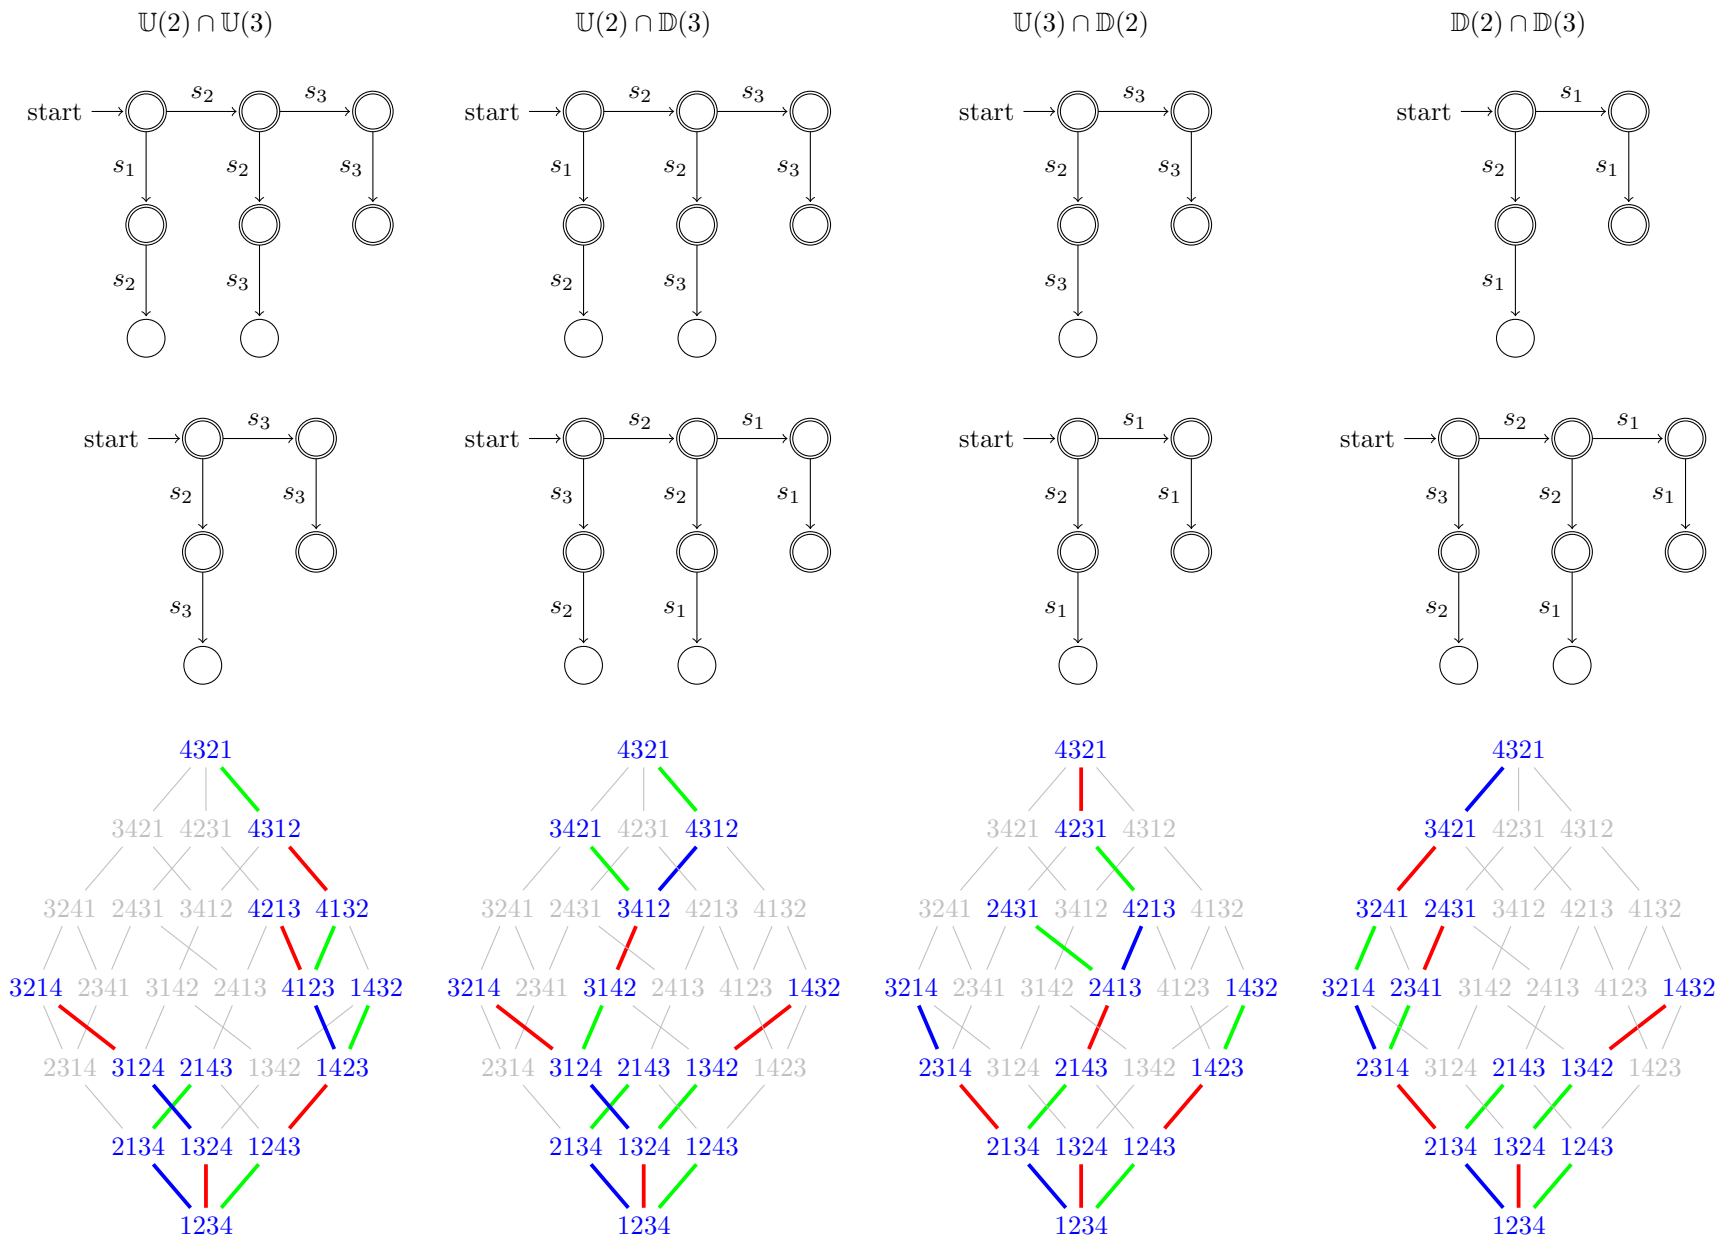 𝕌(2) ∩ 𝕌(3) 𝕌(2) ∩ 𝔻(3) 𝕌(3) ∩ 𝔻(2) 𝔻(2) ∩ 𝔻(3)
s₂ s₃ s₂ s₃ s₃ s₁
start start start start
s₁ s₂ s₃ s₁ s₂ s₃ s₂ s₃ s₂ s₁
s₂ s₃ s₂ s₃ s₃ s₁
s₃ s₂ s₁ s₁ s₂ s₁
start start start start
s₂ s₃ s₃ s₂ s₁ s₂ s₁ s₃ s₂ s₁
s₃ s₂ s₁ s₁ s₂ s₁
4321 4321 4321 4321
3421 4231 4312 3421 4231 4312 3421 4231 4312 3421 4231 4312
3241 2431 3412 4213 4132 3241 2431 3412 4213 4132 3241 2431 3412 4213 4132 3241 2431 3412 4213 4132
3214 2341 3142 2413 4123 1432 3214 2341 3142 2413 4123 1432 3214 2341 3142 2413 4123 1432 3214 2341 3142 2413 4123 1432
2314 3124 2143 1342 1423 2314 3124 2143 1342 1423 2314 3124 2143 1342 1423 2314 3124 2143 1342 1423
2134 1324 1243 2134 1324 1243 2134 1324 1243 2134 1324 1243
1234 1234 1234 1234